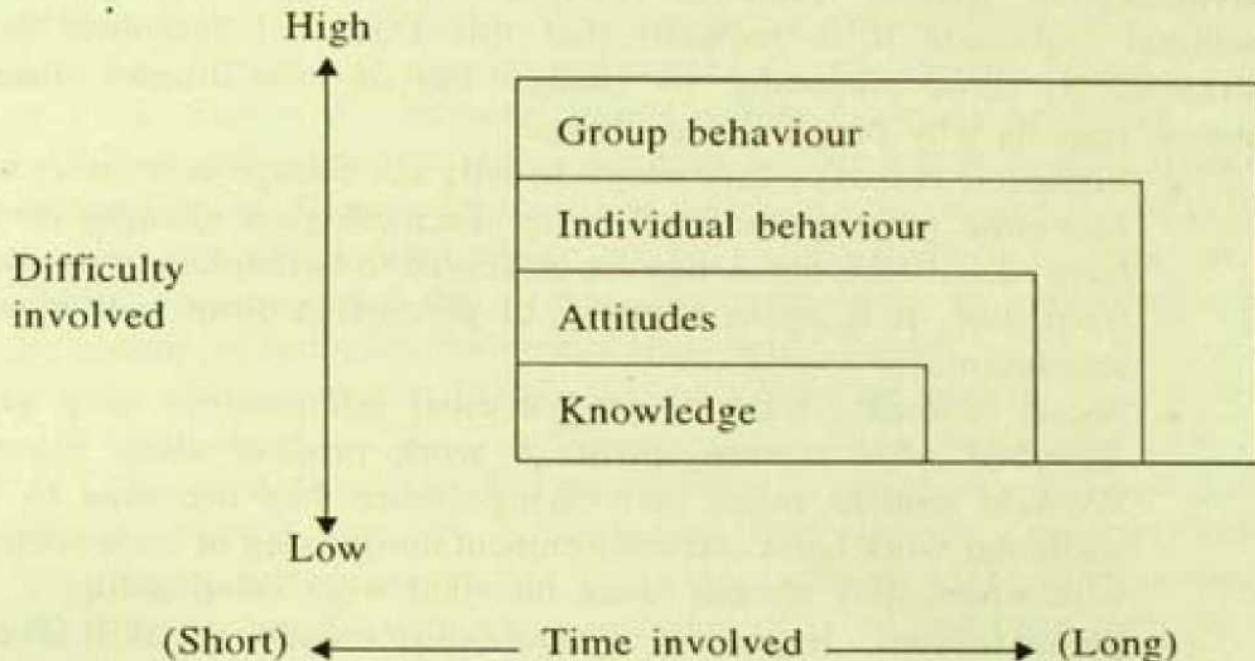 High
Group behaviour
Individual behaviour
Difficulty
involved
Attitudes
Knowledge
Low
(Short) Time involved (Long)